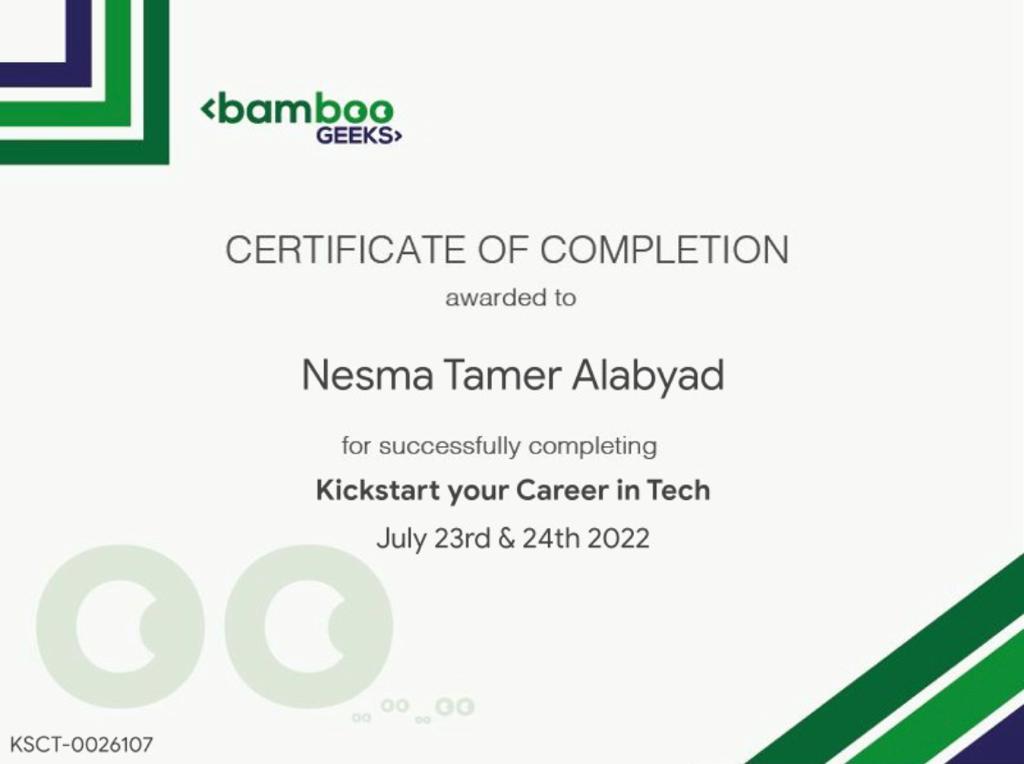 <bamboo
GEEKS>
CERTIFICATE OF COMPLETION
awarded to
Nesma Tamer Alabyad
for successfully completing
Kickstart your Career in Tech
July 23rd & 24th 2022
KSCT-0026107